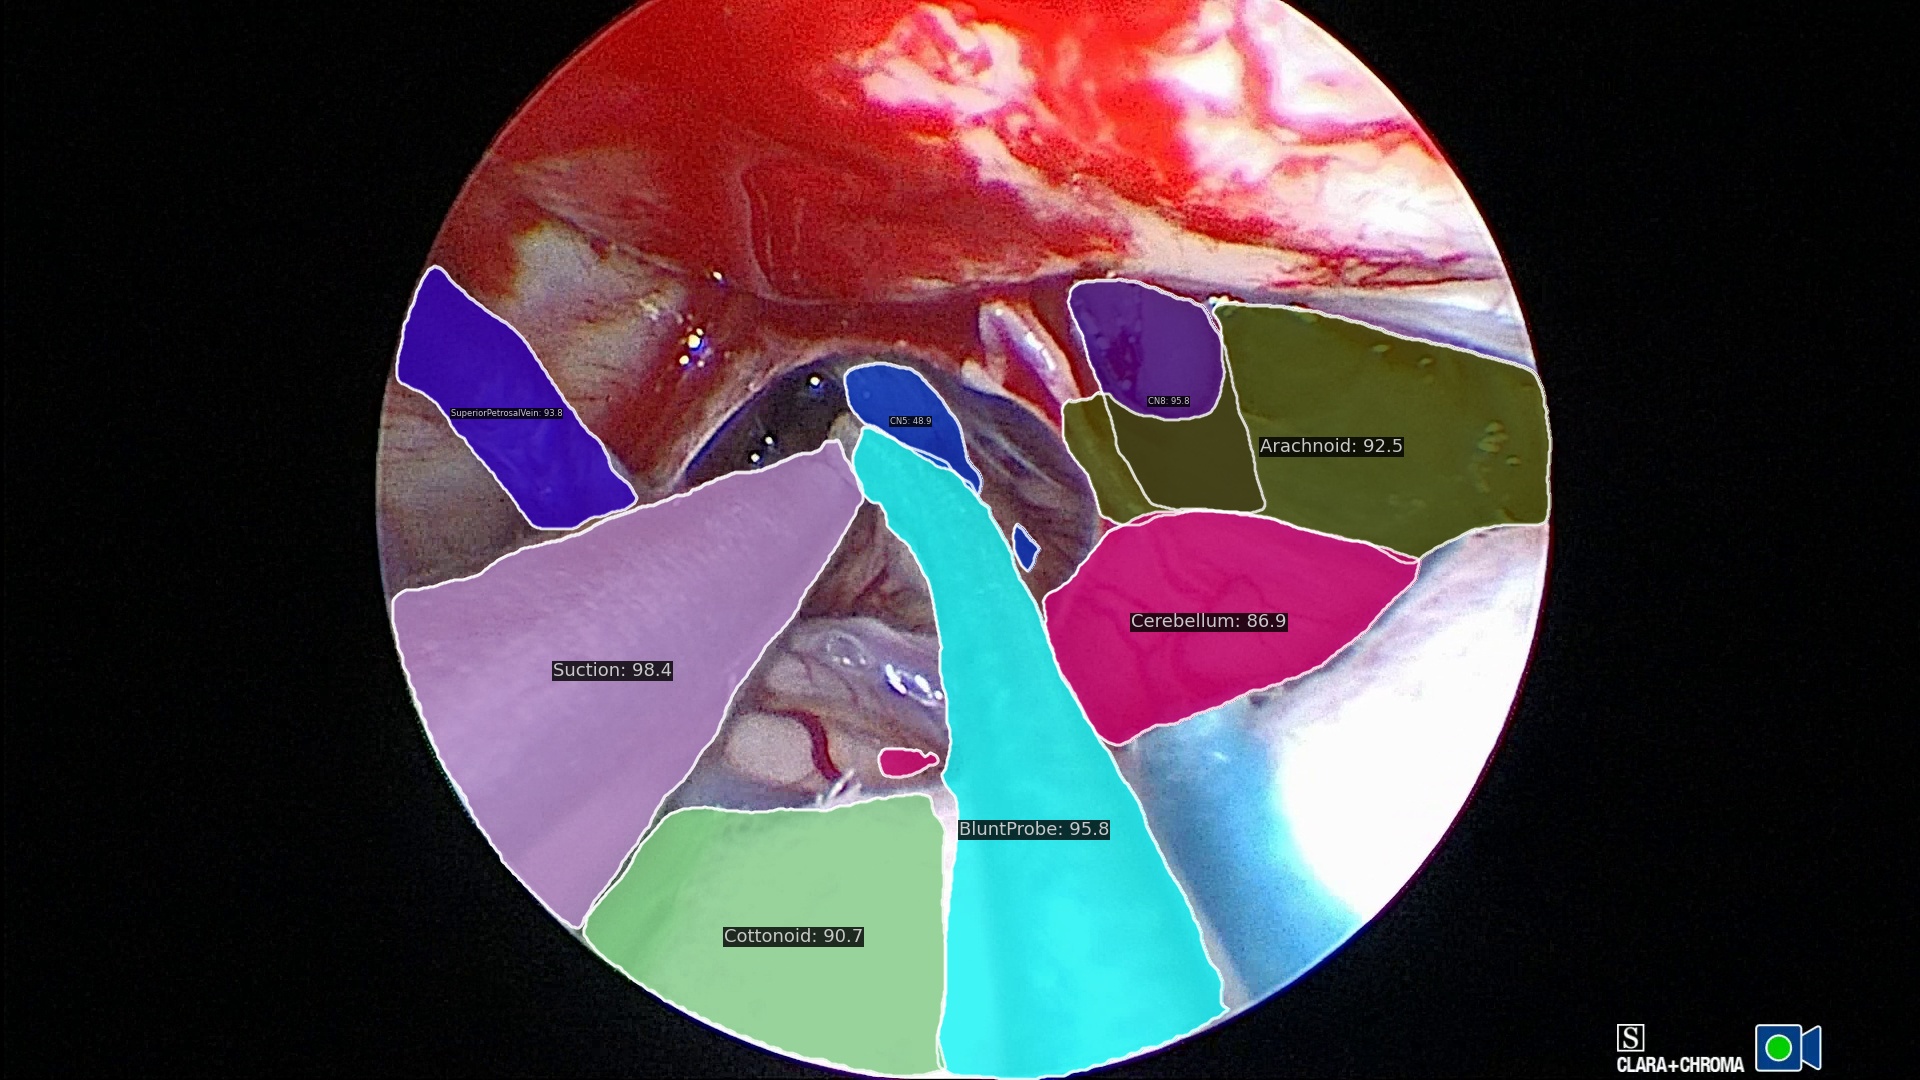 SuperiorPetrosalVein: 93.8
CN5: 48.9
CN8: 95.8
Arachnoid: 92.5
Cerebellum: 86.9
Suction: 98.4
BluntProbe: 95.8
Cottonoid: 90.7
S
CLARA+CHROMA